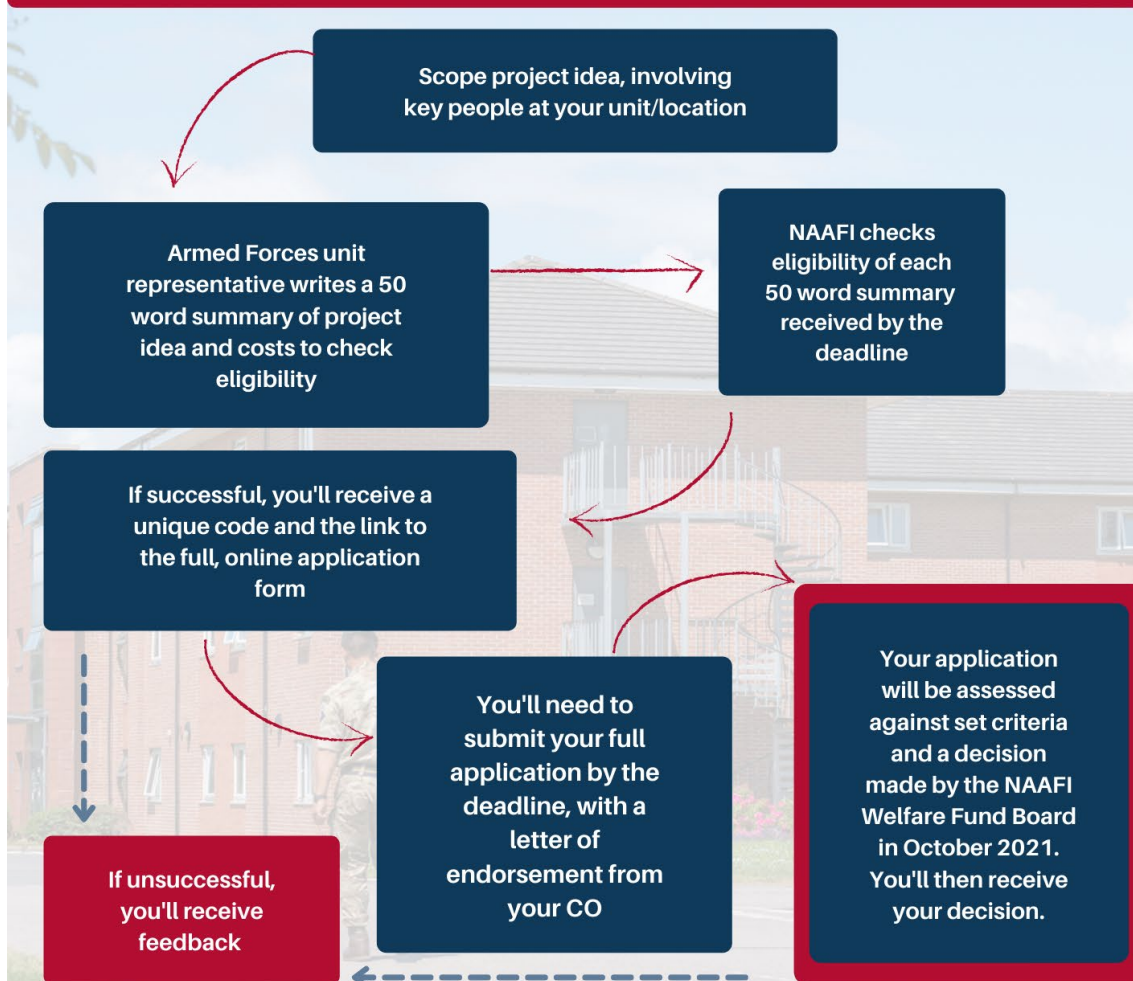 Scope project idea, involving
key people at your unit/location
Armed Forces unit
representative writes a 50
word summary of project
idea and costs to check
eligibility
NAAFI checks
eligibility of each
50 word summary
received by the
deadline
If successful, you'll receive a
unique code and the link to
the full, online application
form
You'll need to
submit your full
application by the
deadline, with a
letter of
endorsement from
your CO
Your application
will be assessed
against set criteria
and a decision
made by the NAAFI
Welfare Fund Board
in October 2021.
You'll then receive
your decision.
If unsuccessful,
you'll receive
feedback